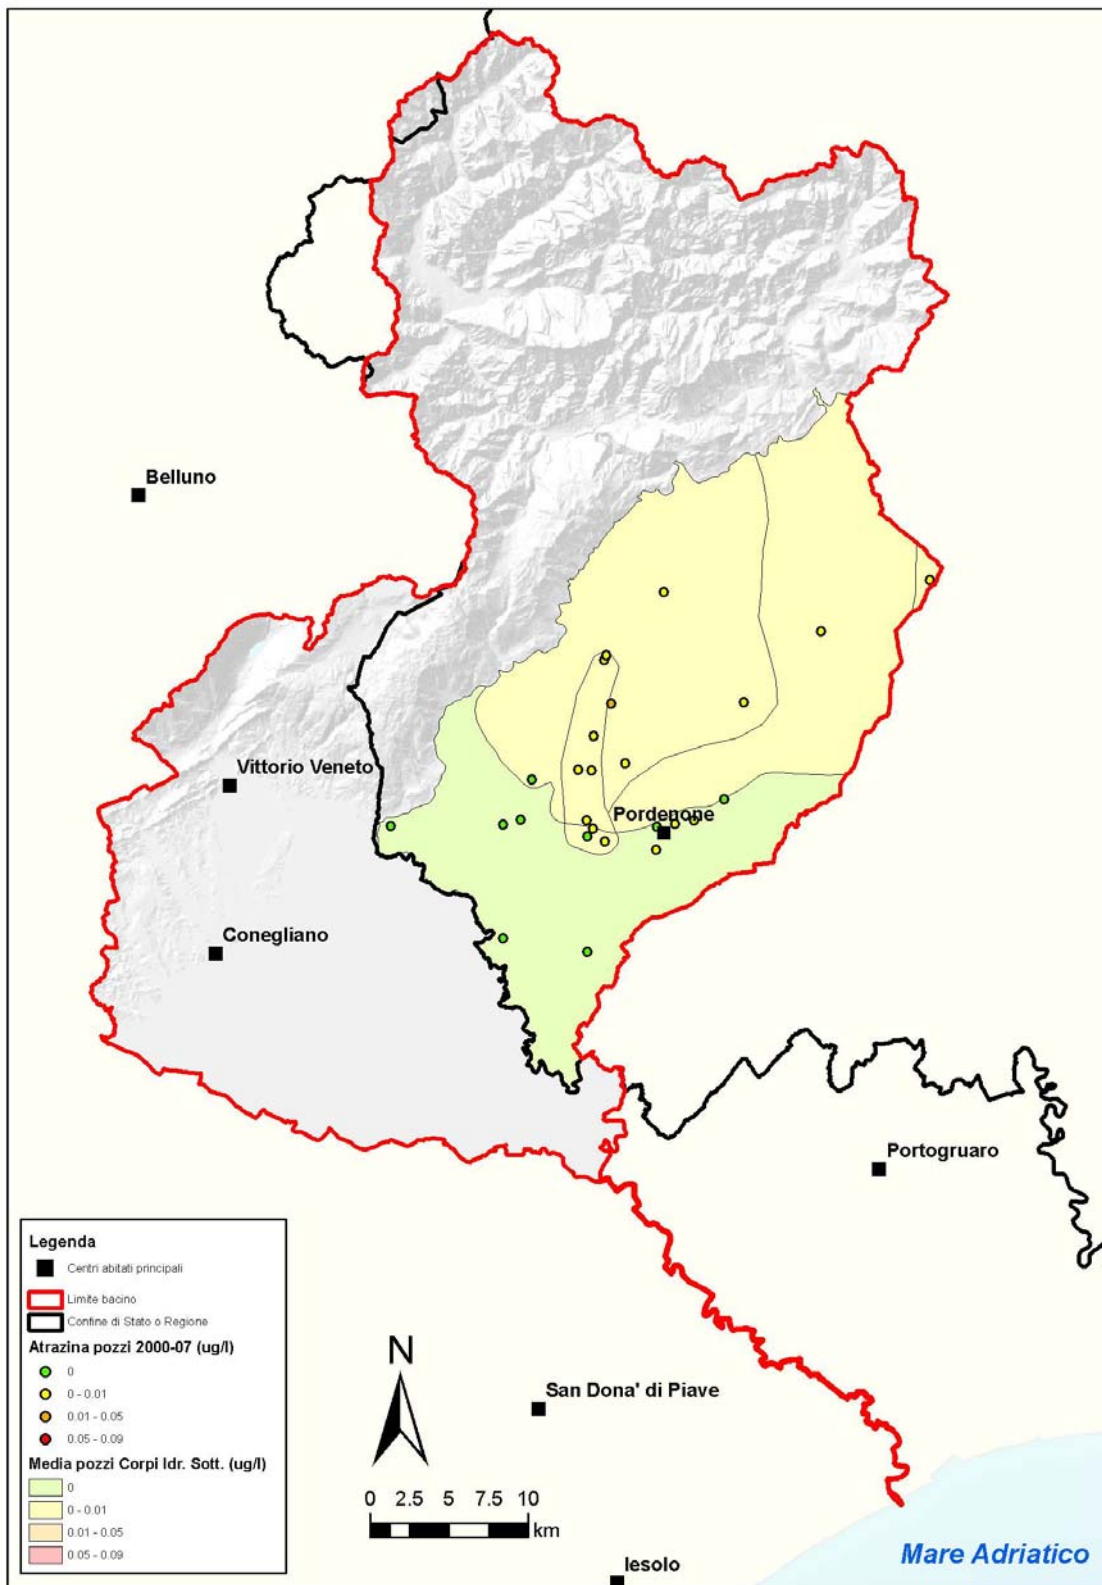 Belluno
Vittorio Veneto
Pordenone
Conegliano
Portogruaro
Legenda
Centri abitati principali
Limite bacino
Confine di Stato o Regione
Atrazina pozzi 2000-07 (ug/l)
0
0 - 0.01
0.01 - 0.05
0.05 - 0.09
Media pozzi Corpi Idr. Sott. (ug/l)
0
0 - 0.01
0.01 - 0.05
0.05 - 0.09
N
San Dona' di Piave
0 2.5 5 7.5 10
km
Iesolo
Mare Adriatico